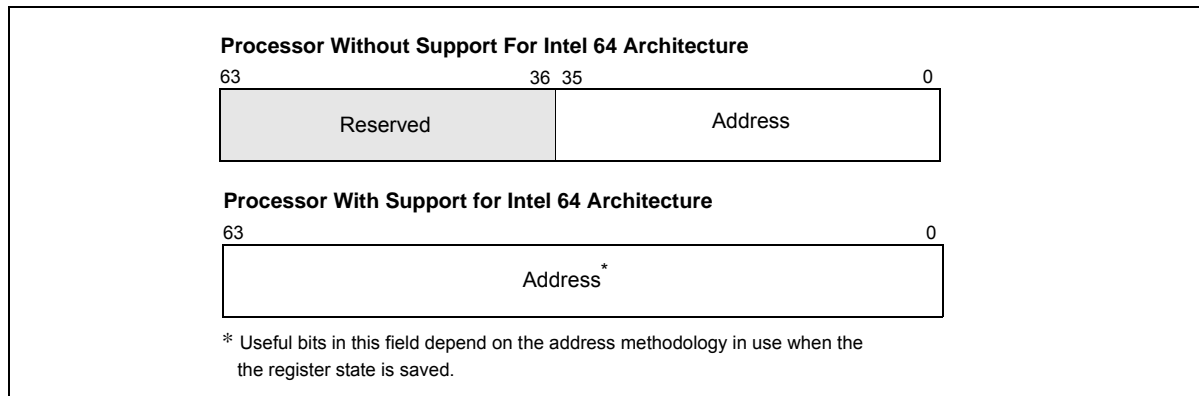 Processor Without Support For Intel 64 Architecture
63 36 35 0
Reserved Address
Processor With Support for Intel 64 Architecture
63 0
Address*
* Useful bits in this field depend on the address methodology in use when the
the register state is saved.